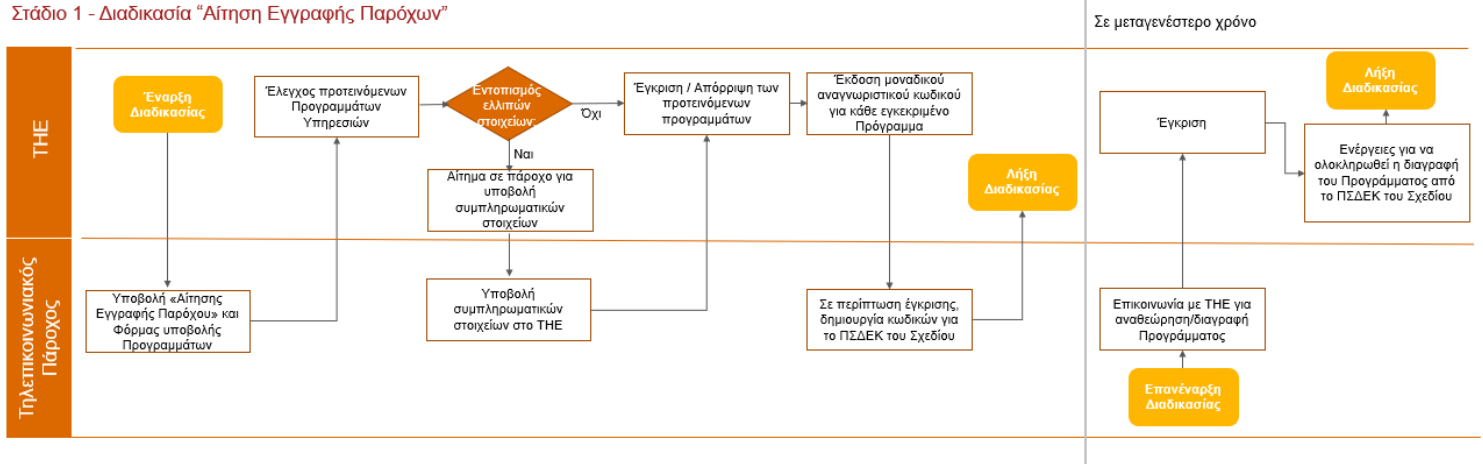 Στάδιο 1 - Διαδικασία “Αίτηση Εγγραφής Παρόχων”
Σε μεταγενέστερο χρόνο
ΤΗΕ
Έναρξη
Διαδικασίας
Έλεγχος προτεινόμενων
Προγραμμάτων
Υπηρεσιών
Εντοπισμός
ελλιπών
στοιχείων;
Όχι
Ναι
Αίτημα σε πάροχο για
υποβολή
συμπληρωματικών
στοιχείων
Έγκριση / Απόρριψη των
προτεινόμενων
προγραμμάτων
Έκδοση μοναδικού
αναγνωριστικού κωδικού
για κάθε εγκεκριμένο
Πρόγραμμα
Λήξη
Διαδικασίας
Έγκριση
Λήξη
Διαδικασίας
Ενέργειες για να
ολοκληρωθεί η διαγραφή
του Προγράμματος από
το ΠΣΔΕΚ του Σχεδίου
Τηλεπικοινωνιακός
Πάροχος
Υποβολή «Αίτησης
Εγγραφής Παρόχου» και
Φόρμας υποβολής
Προγραμμάτων
Υποβολή
συμπληρωματικών
στοιχείων στο ΤΗΕ
Σε περίπτωση έγκρισης,
δημιουργία κωδικών για
το ΠΣΔΕΚ του Σχεδίου
Επικοινωνία με ΤΗΕ για
αναθεώρηση/διαγραφή
Προγράμματος
Επανέναρξη
Διαδικασίας